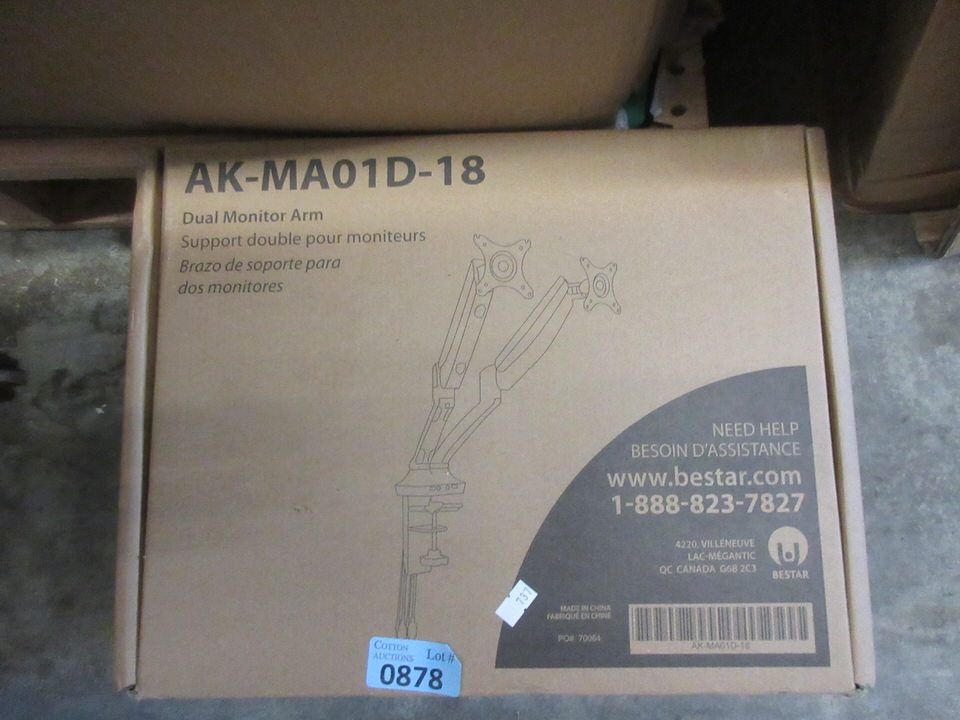 AK-MA01D-18
Dual Monitor Arm
Support double pour moniteurs
Brazo de soporte para
dos monitores
NEED HELP
BESOIN D'ASSISTANCE
www.bestar.com
1-888-823-7827
4220, VILLENEUVE
LAC-MÉGANTIC
QC CANADA G6B 2C3
BESTAR
737
MADE IN CHINA
FABRIQUÉ EN CHINE
PO# 70064
AK-MA01D-18
COTTON
AUCTIONS
Lot #
0878